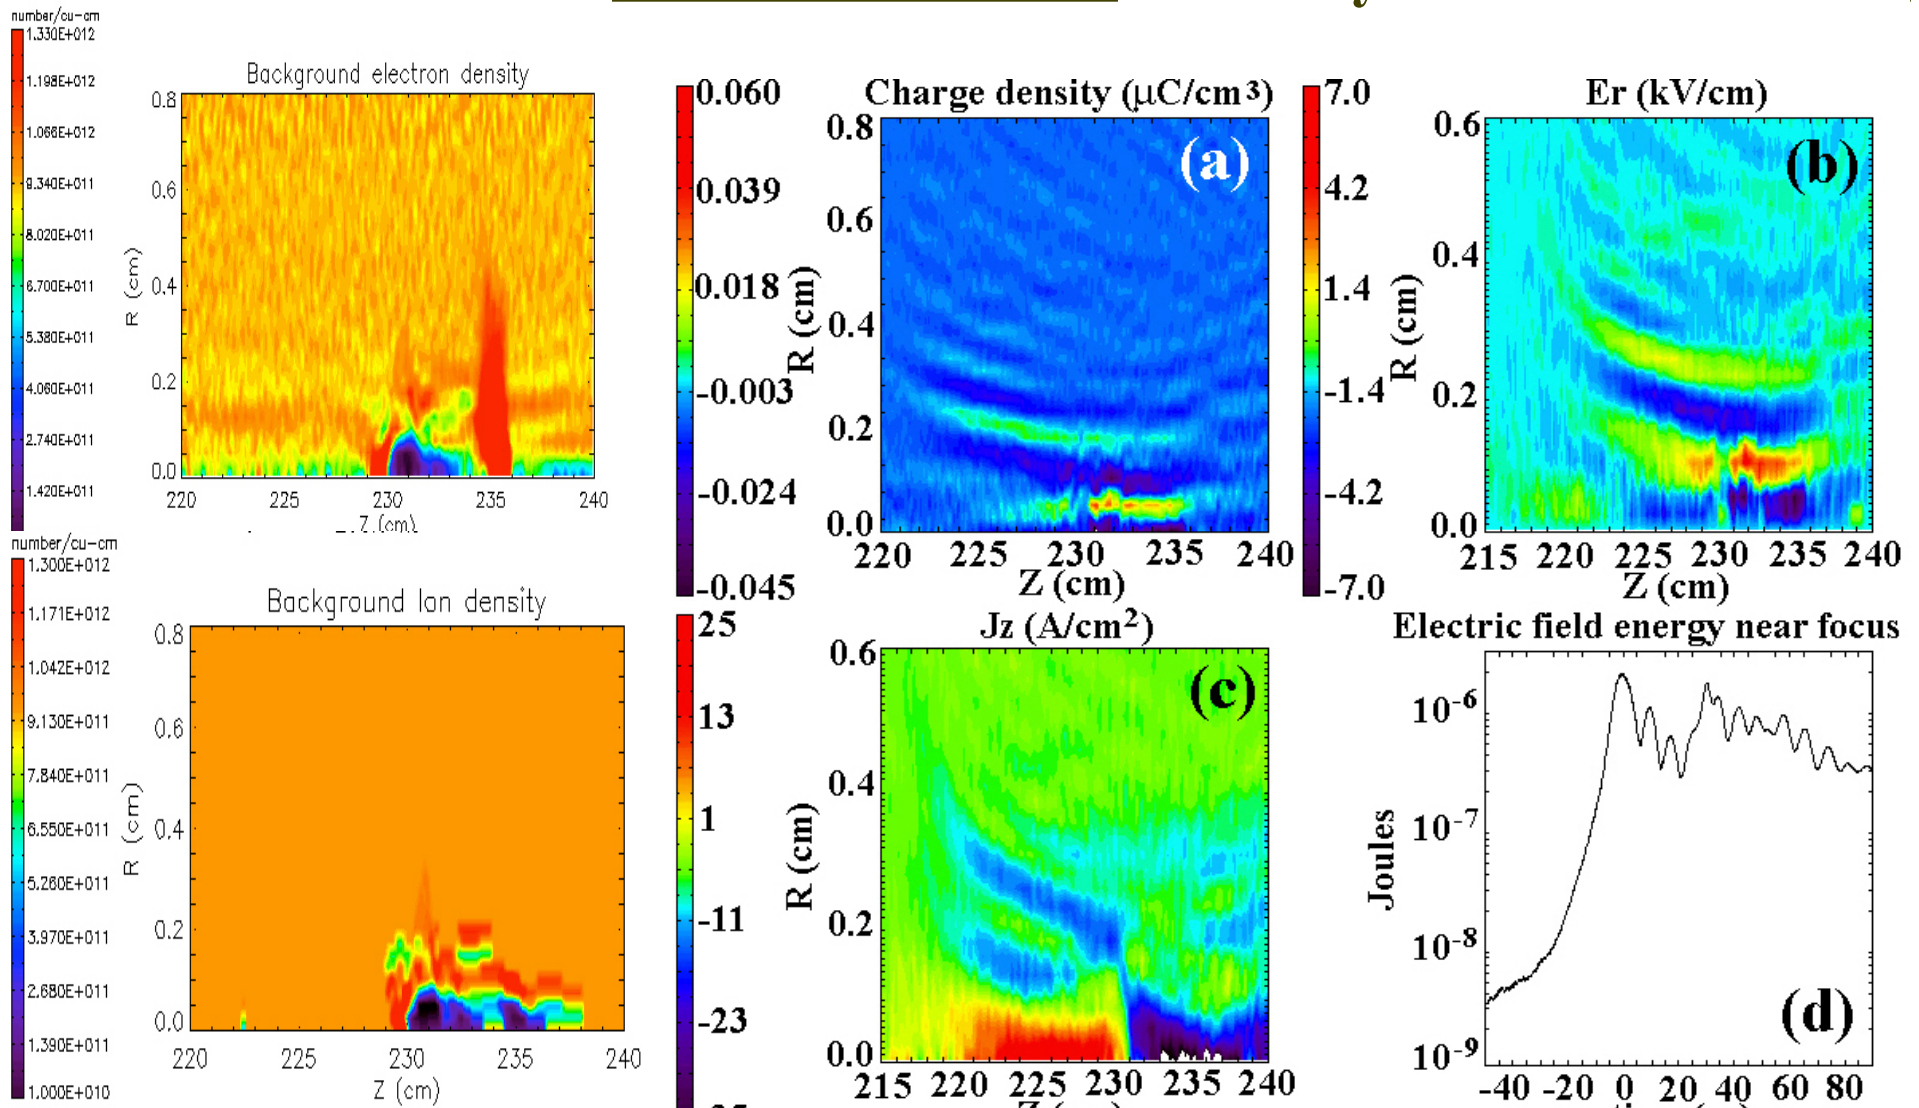 number/cu-cm
1.330E+012
1.198E+012
1.066E+012
9.340E+011
8.020E+011
6.700E+011
5.380E+011
4.060E+011
2.740E+011
1.420E+011
Background electron density
R (cm)
0.8
0.6
0.4
0.2
0.0
220 225 230 235 240
Z (cm)
0.060
0.039
0.018
-0.003
-0.024
-0.045
Charge density (μC/cm³)
(a)
R (cm)
0.8
0.6
0.4
0.2
0.0
220 225 230 235 240
Z (cm)
7.0
4.2
1.4
-1.4
-4.2
-7.0
Er (kV/cm)
(b)
R (cm)
0.6
0.4
0.2
0.0
215 220 225 230 235 240
Z (cm)
number/cu-cm
1.300E+012
1.171E+012
1.042E+012
9.130E+011
7.840E+011
6.550E+011
5.260E+011
3.970E+011
2.680E+011
1.390E+011
1.000E+010
Background Ion density
R (cm)
0.8
0.6
0.4
0.2
0.0
220 225 230 235 240
Z (cm)
25
13
1
-11
-23
Jz (A/cm²)
(c)
R (cm)
0.6
0.4
0.2
0.0
215 220 225 230 235 240
Electric field energy near focus
Joules
10⁻⁶
10⁻⁷
10⁻⁸
10⁻⁹
(d)
-40 -20 0 20 40 60 80